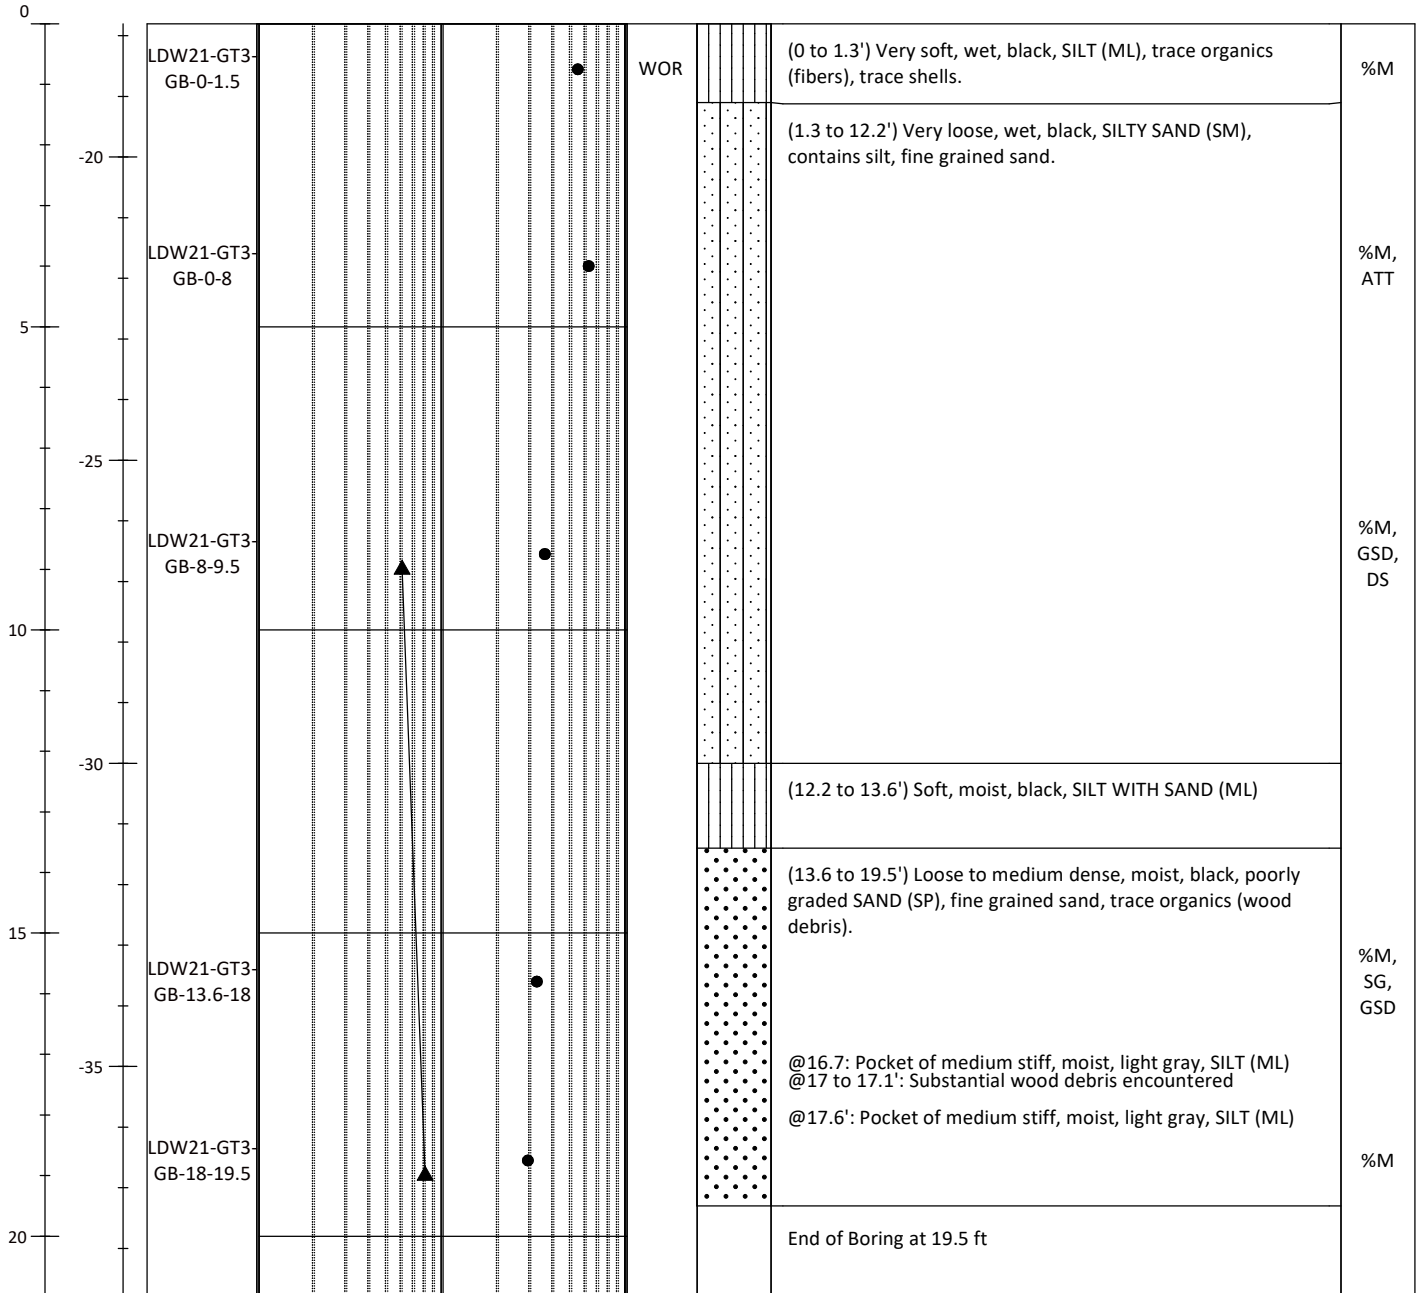 0
LDW21-GT3-
GB-0-1.5
WOR
(0 to 1.3') Very soft, wet, black, SILT (ML), trace organics
(fibers), trace shells.
%M
(1.3 to 12.2') Very loose, wet, black, SILTY SAND (SM),
contains silt, fine grained sand.
-20
LDW21-GT3-
GB-0-8
%M,
ATT
5
-25
LDW21-GT3-
GB-8-9.5
%M,
GSD,
DS
10
-30
(12.2 to 13.6') Soft, moist, black, SILT WITH SAND (ML)
(13.6 to 19.5') Loose to medium dense, moist, black, poorly
graded SAND (SP), fine grained sand, trace organics (wood
debris).
15
LDW21-GT3-
GB-13.6-18
%M,
SG,
GSD
-35
@16.7: Pocket of medium stiff, moist, light gray, SILT (ML)
@17 to 17.1': Substantial wood debris encountered
@17.6': Pocket of medium stiff, moist, light gray, SILT (ML)
LDW21-GT3-
GB-18-19.5
%M
20
End of Boring at 19.5 ft